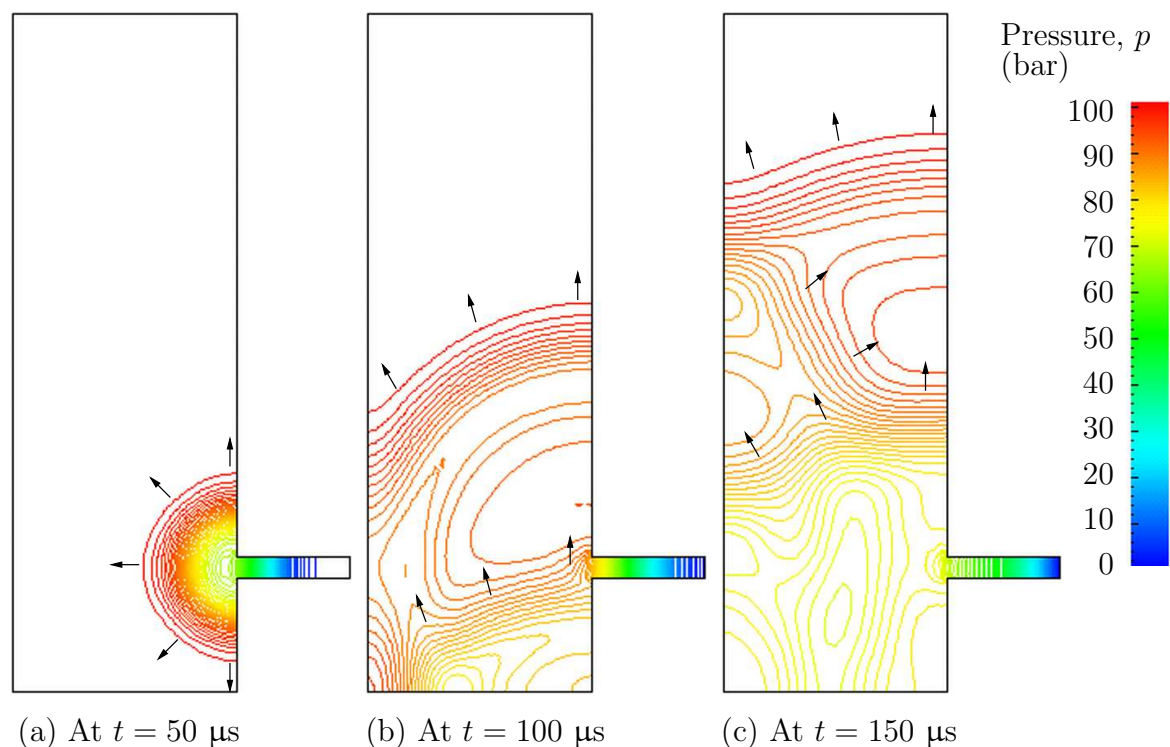 Pressure, p
(bar)
100
90
80
70
60
50
40
30
20
10
0
(a) At t = 50 μs
(b) At t = 100 μs
(c) At t = 150 μs